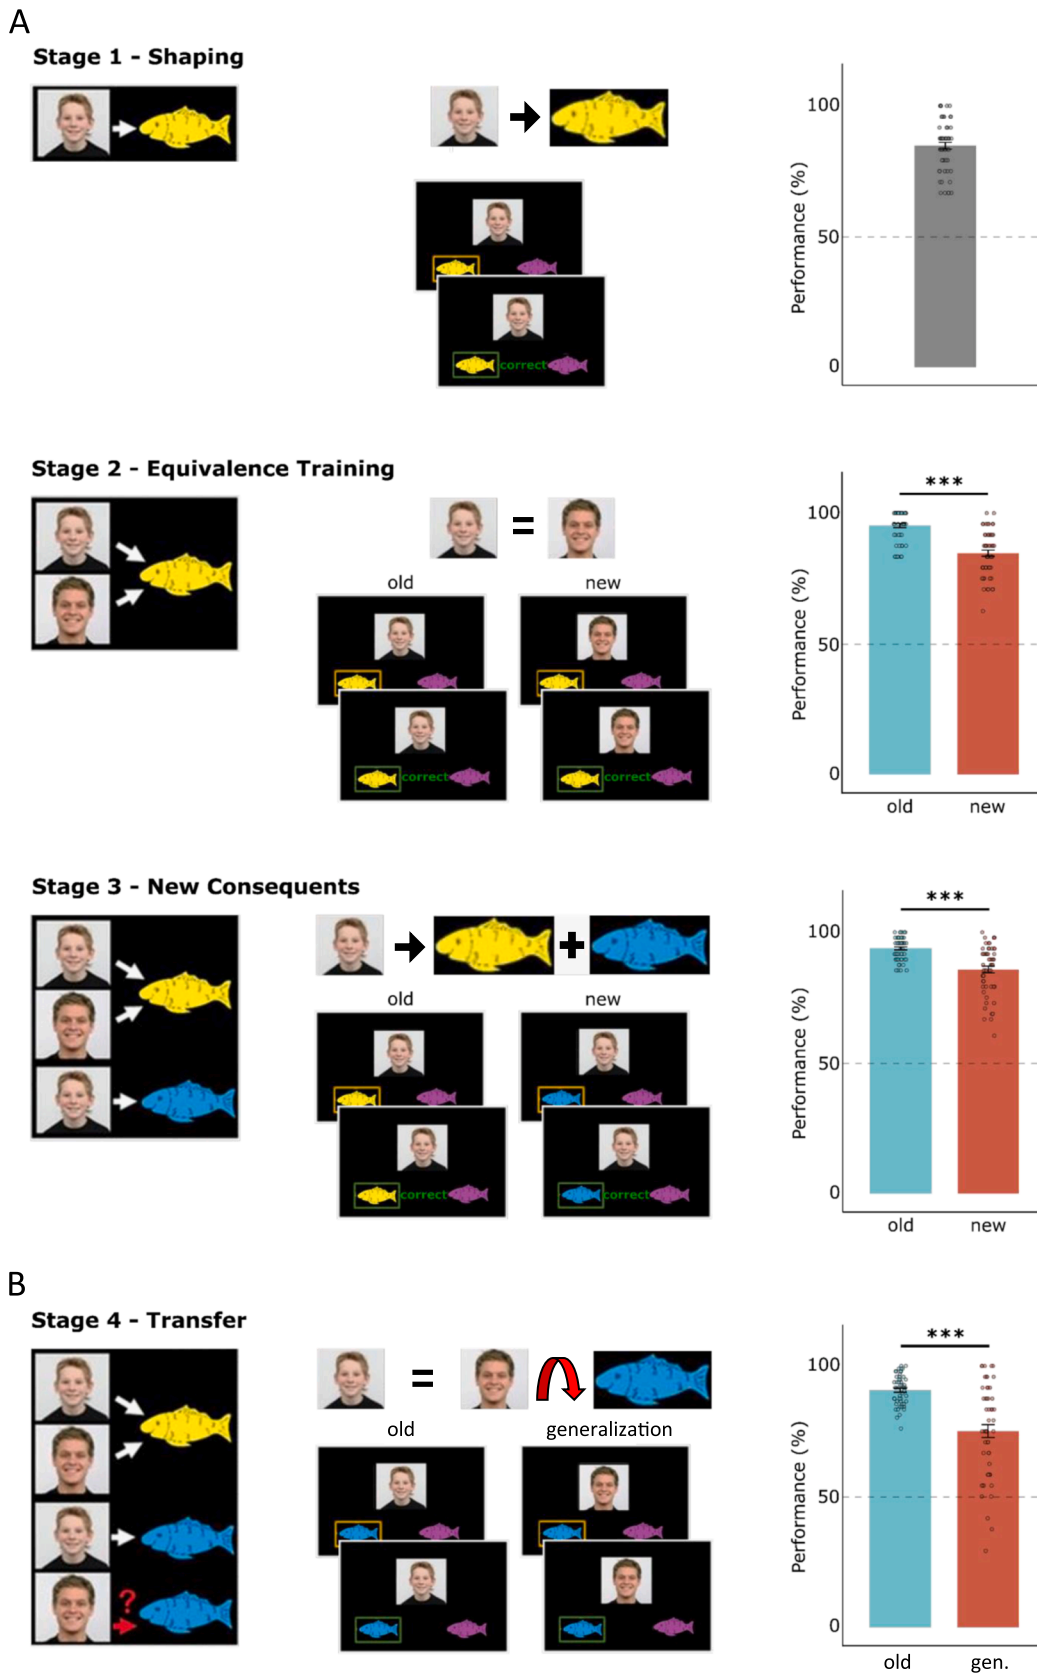 A
Stage 1 - Shaping
correct
Performance (%)
100
50
0
Stage 2 - Equivalence Training
=
old
new
correct
correct
Performance (%)
100
50
0
***
old
new
Stage 3 - New Consequents
+
old
new
correct
correct
Performance (%)
100
50
0
***
old
new
B
Stage 4 - Transfer
?
=
old
generalization
Performance (%)
100
50
0
***
old
gen.